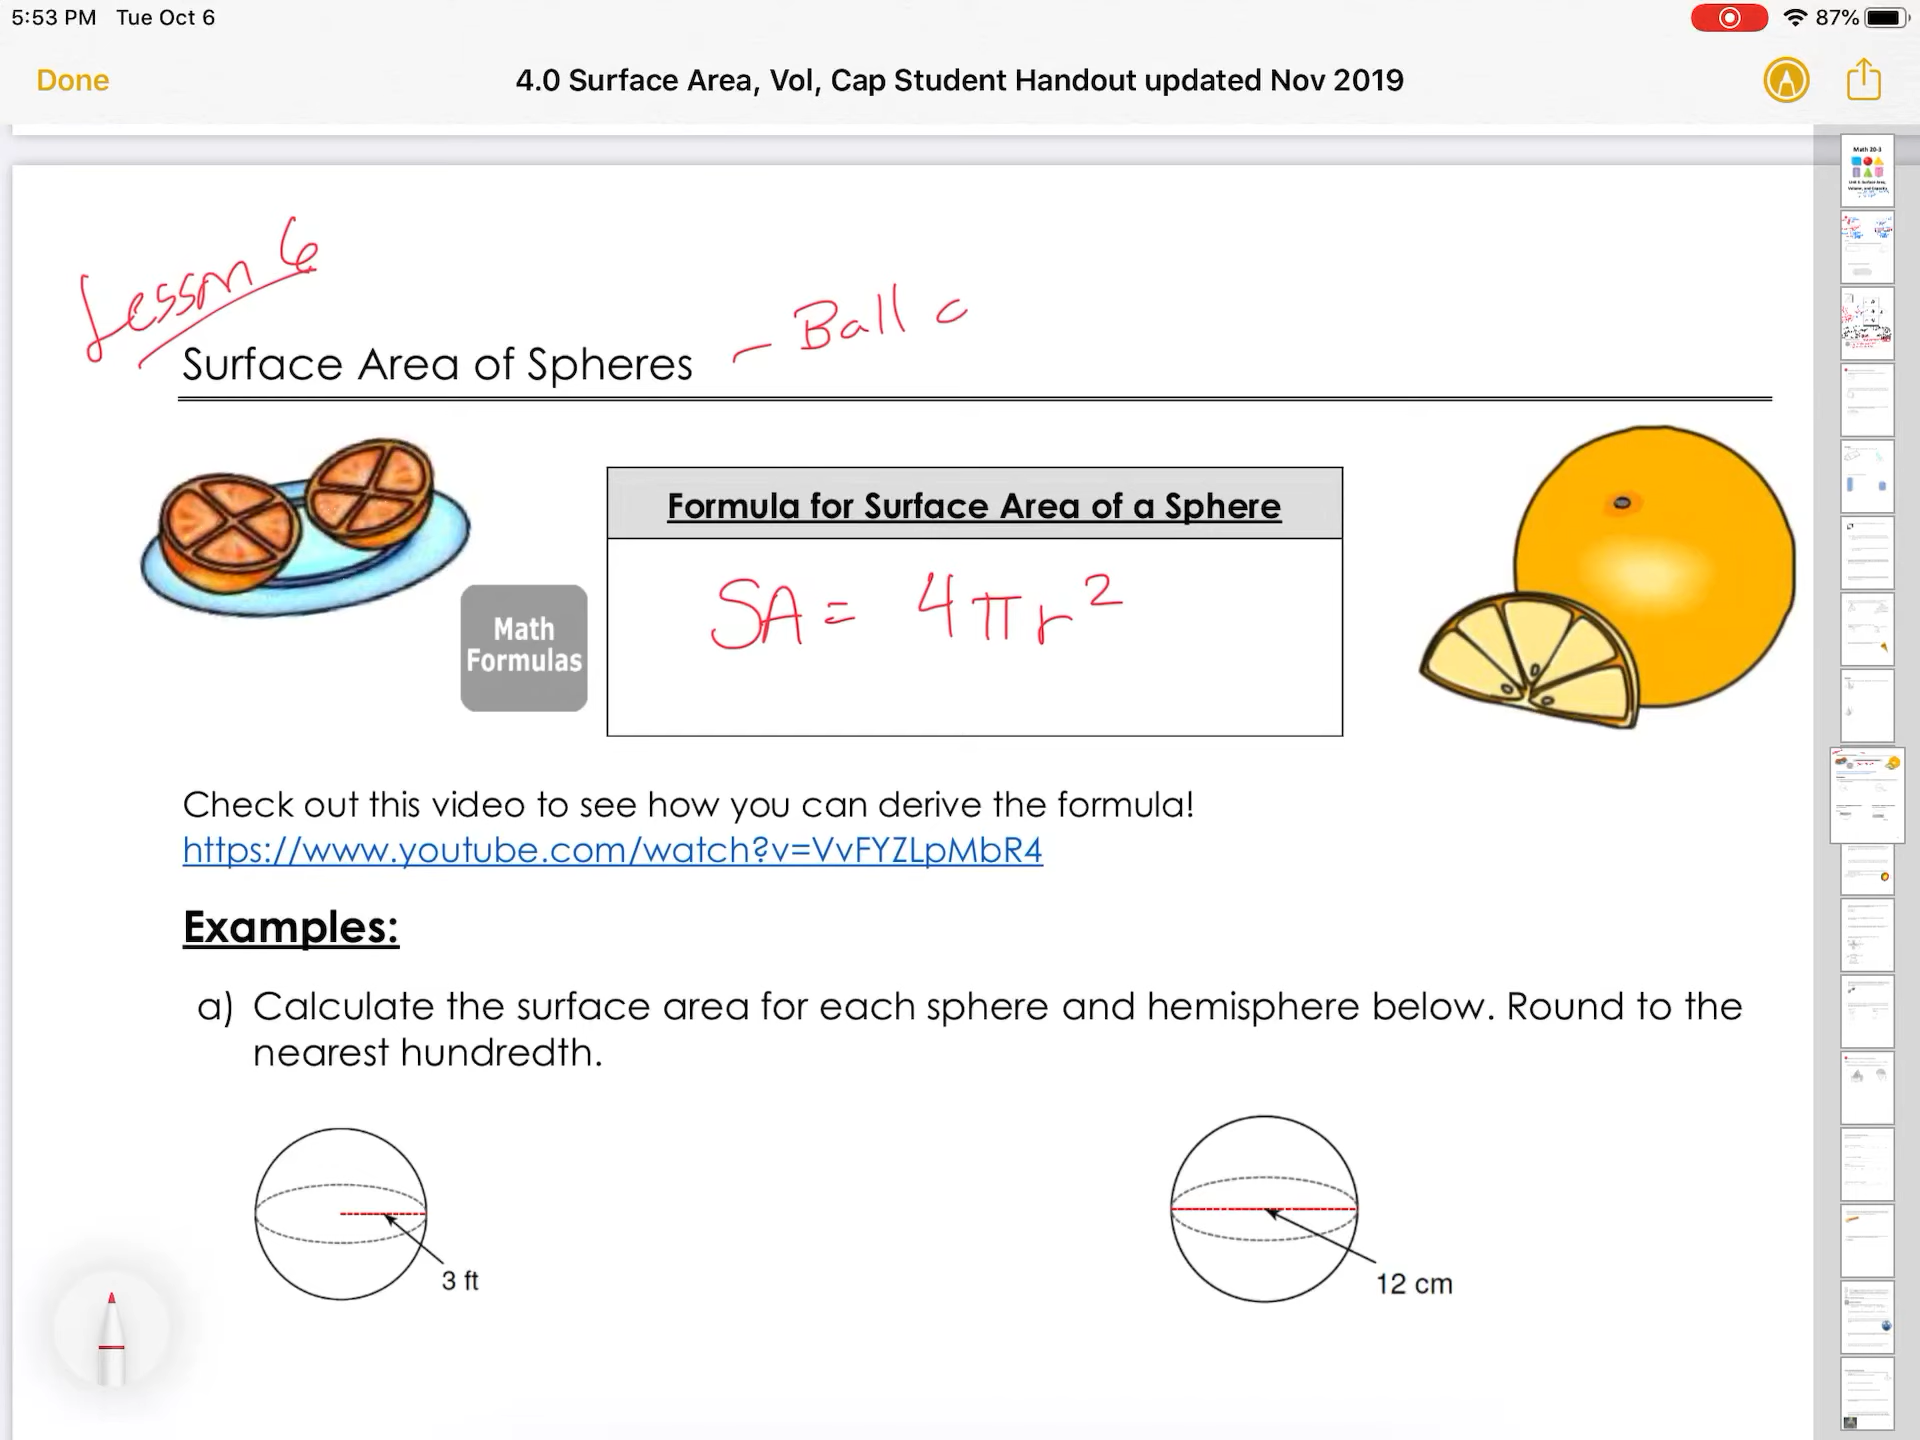 5:53 PM Tue Oct 6
87%
Done
4.0 Surface Area, Vol, Cap Student Handout updated Nov 2019
Lesson 6
- Ball c
Surface Area of Spheres
Formula for Surface Area of a Sphere
SA = 4πr²
Math
Formulas
Check out this video to see how you can derive the formula!
https://www.youtube.com/watch?v=VvFYZLpMbR4
Examples:
a) Calculate the surface area for each sphere and hemisphere below. Round to the
nearest hundredth.
3 ft
12 cm
Math 20-3